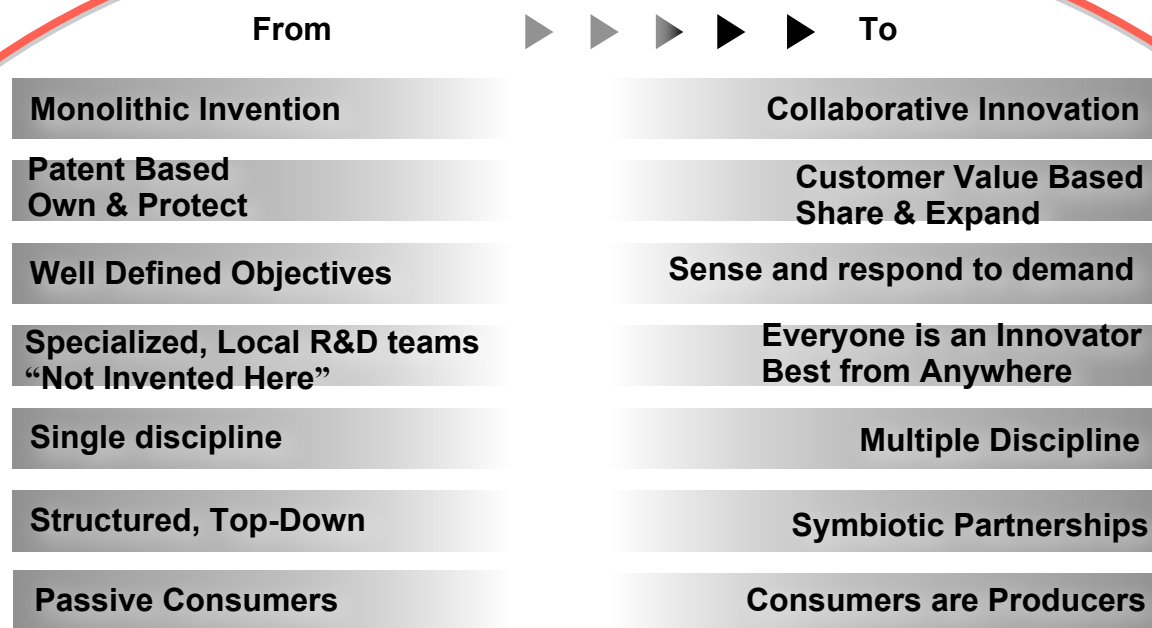 From To
Monolithic Invention Collaborative Innovation
Patent Based
Own & Protect
Customer Value Based
Share & Expand
Well Defined Objectives Sense and respond to demand
Specialized, Local R&D teams
“Not Invented Here”
Everyone is an Innovator
Best from Anywhere
Single discipline Multiple Discipline
Structured, Top-Down Symbiotic Partnerships
Passive Consumers Consumers are Producers